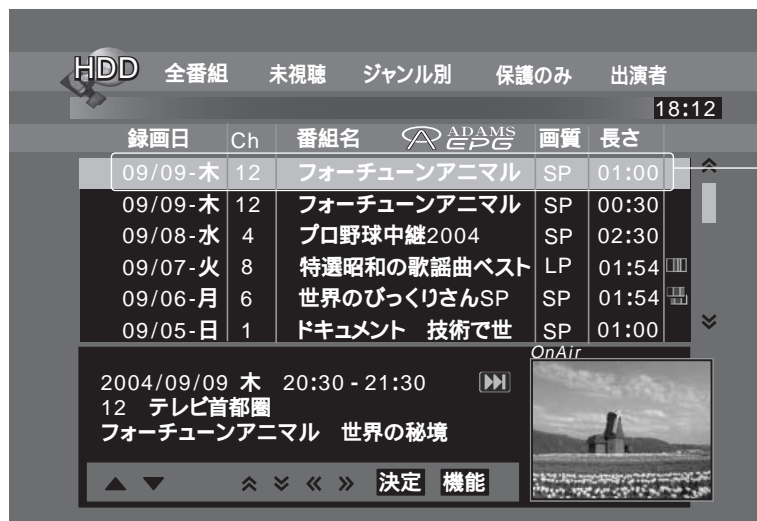 HDD 全番組 未視聴 ジャンル別 保護のみ 出演者
18:12
録画日 Ch 番組名 ADAMS EPG 画質 長さ
09/09-木 12 フォーチューンアニマル SP 01:00
09/09-木 12 フォーチューンアニマル SP 00:30
09/08-水 4 プロ野球中継2004 SP 02:30
09/07-火 8 特選昭和の歌謡曲ベスト LP 01:54
09/06-月 6 世界のびっくりさんSP SP 01:54
09/05-日 1 ドキュメント 技術で世 SP 01:00
OnAir
2004/09/09 木 20:30-21:30
12 テレビ首都圏
フォーチューンアニマル 世界の秘境
決定 機能